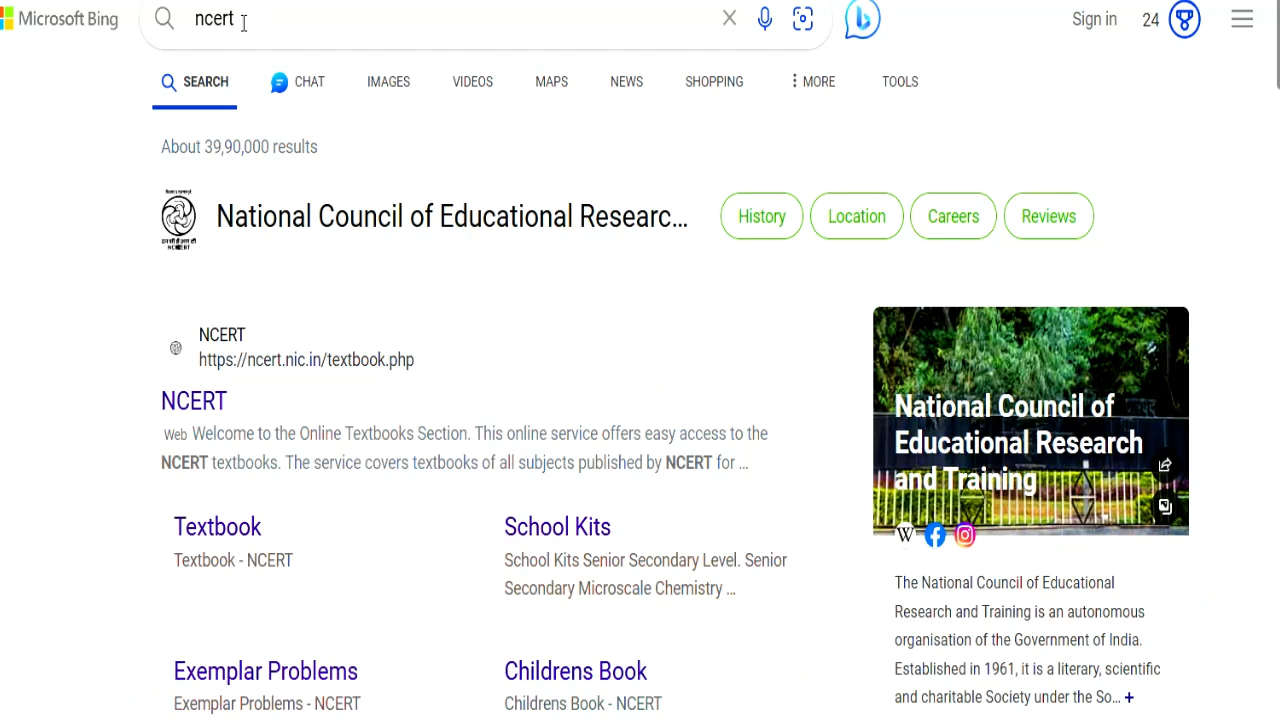 Microsoft Bing
ncert
Sign in
24
SEARCH
CHAT
IMAGES
VIDEOS
MAPS
NEWS
SHOPPING
MORE
TOOLS
About 39,90,000 results
National Council of Educational Researc...
History
Location
Careers
Reviews
NCERT
https://ncert.nic.in/textbook.php
NCERT
Web Welcome to the Online Textbooks Section. This online service offers easy access to the
NCERT textbooks. The service covers textbooks of all subjects published by NCERT for ...
Textbook
Textbook - NCERT
School Kits
School Kits Senior Secondary Level. Senior
Secondary Microscale Chemistry ...
Exemplar Problems
Exemplar Problems - NCERT
Childrens Book
Childrens Book - NCERT
National Council of
Educational Research
and Training
W
The National Council of Educational
Research and Training is an autonomous
organisation of the Government of India.
Established in 1961, it is a literary, scientific
and charitable Society under the So... +